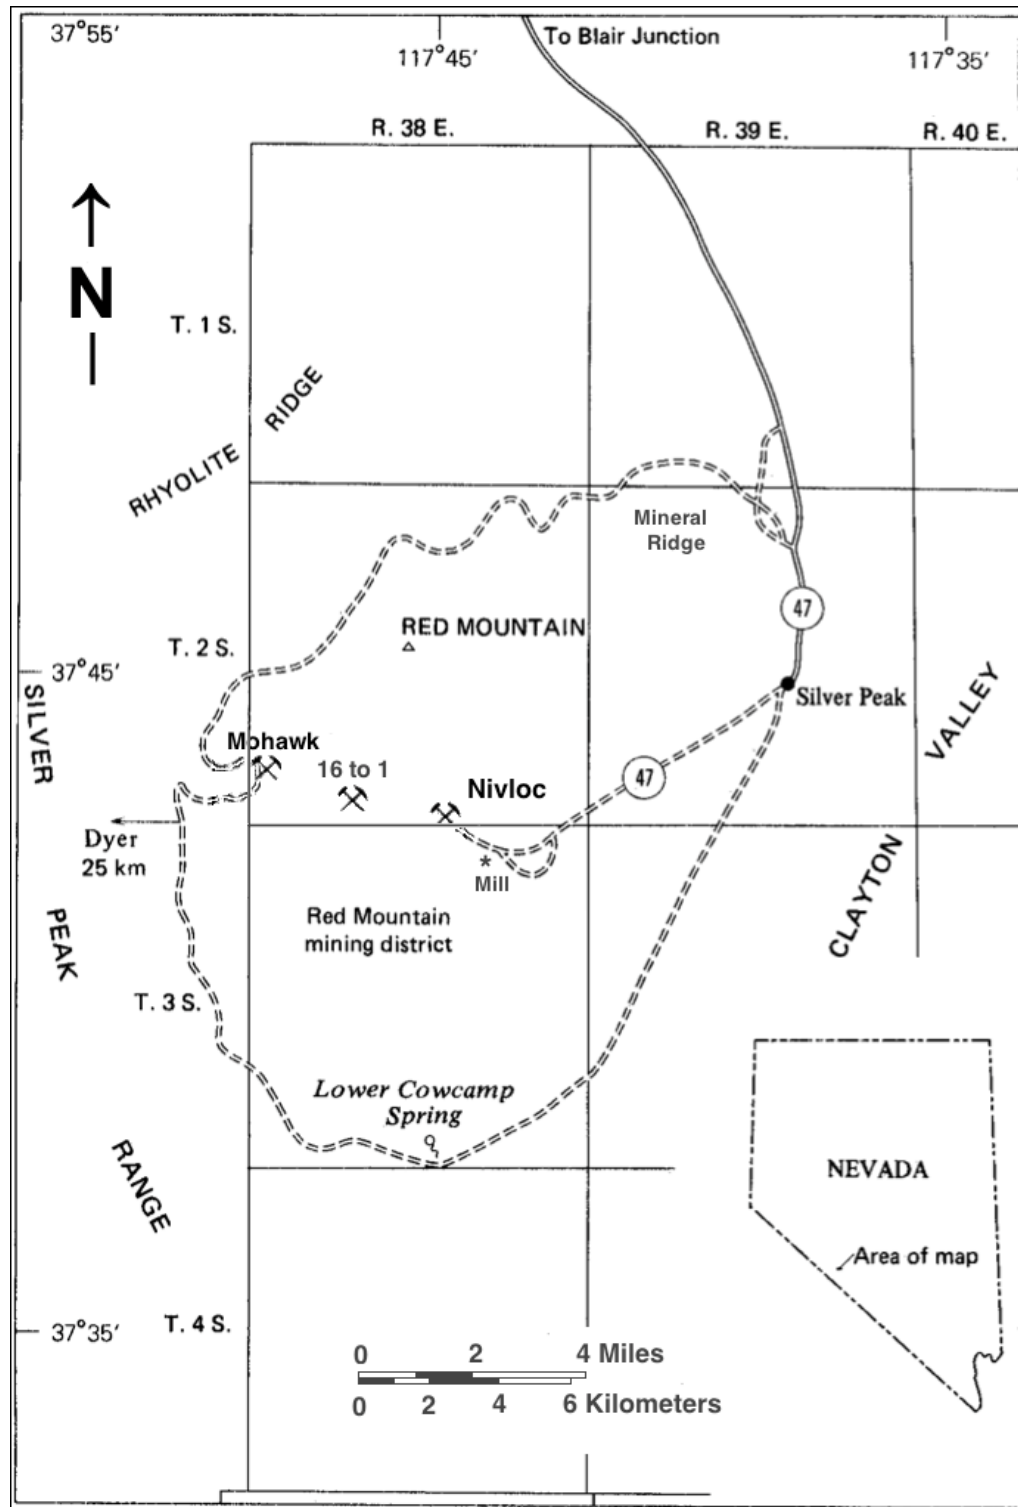 37°55′
To Blair Junction
117°45′
117°35′
R. 38 E.
R. 39 E.
R. 40 E.
N
T. 1 S.
RHYOLITE RIDGE
Mineral
Ridge
47
RED MOUNTAIN
T. 2 S.
37°45′
Silver Peak
SILVER PEAK RANGE
CLAYTON VALLEY
Mohawk
16 to 1
47
Nivloc
Dyer
25 km
Mill
Red Mountain
mining district
T. 3 S.
Lower Cowcamp
Spring
NEVADA
Area of map
T. 4 S.
37°35′
0 2 4 Miles
0 2 4 6 Kilometers